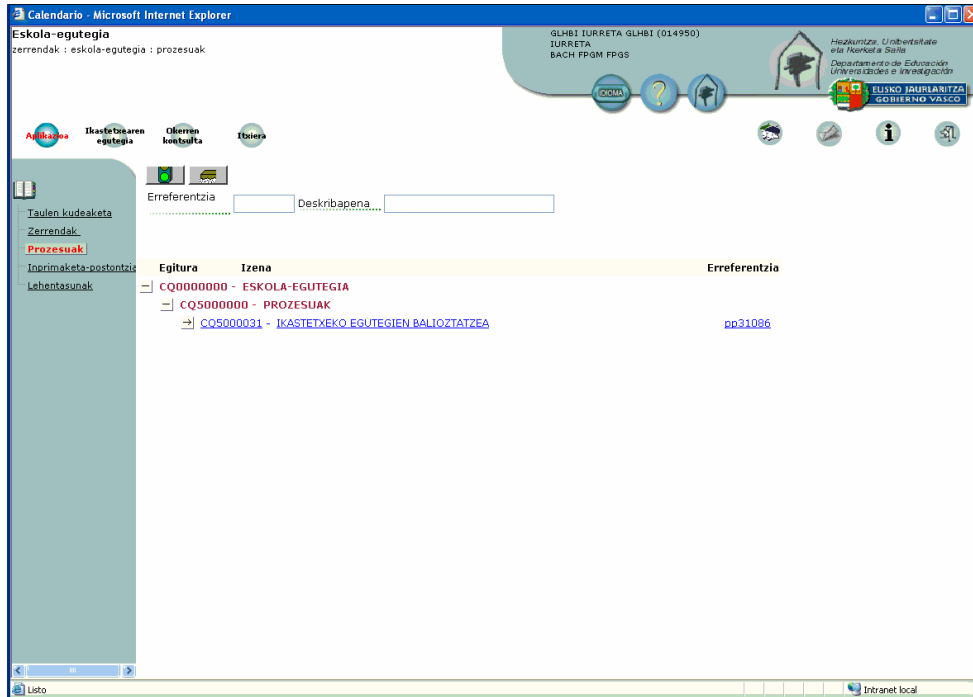 Calendario - Microsoft Internet Explorer
Eskola-egutegia
zerrendak : eskola-egutegia : prozesuak
GLHBI IURRETA GLHBI (014950)
IURRETA
BACH FPGM FPGS
Hezkuntza, Unibertsitate
eta Ikerketa Saila
Departamento de Educación
Universidades e Investigación
EUSKO JAURLARITZA
GOBIERNO VASCO
IDIOMA
?
Aplikazioa
Ikastetxearen egutegia
Okerren kontsulta
Itxiera
i
Erreferentzia
Deskribapena
Taulen kudeaketa
Zerrendak
Prozesuak
Inprimaketa-postontzia
Lehentasunak
Egitura Izena Erreferentzia
CQ0000000 - ESKOLA-EGUTEGIA
CQ5000000 - PROZESUAK
CQ5000031 - IKASTETXEKO EGUTEGIEN BALIOZTATZEA pp31086
Listo
Intranet local